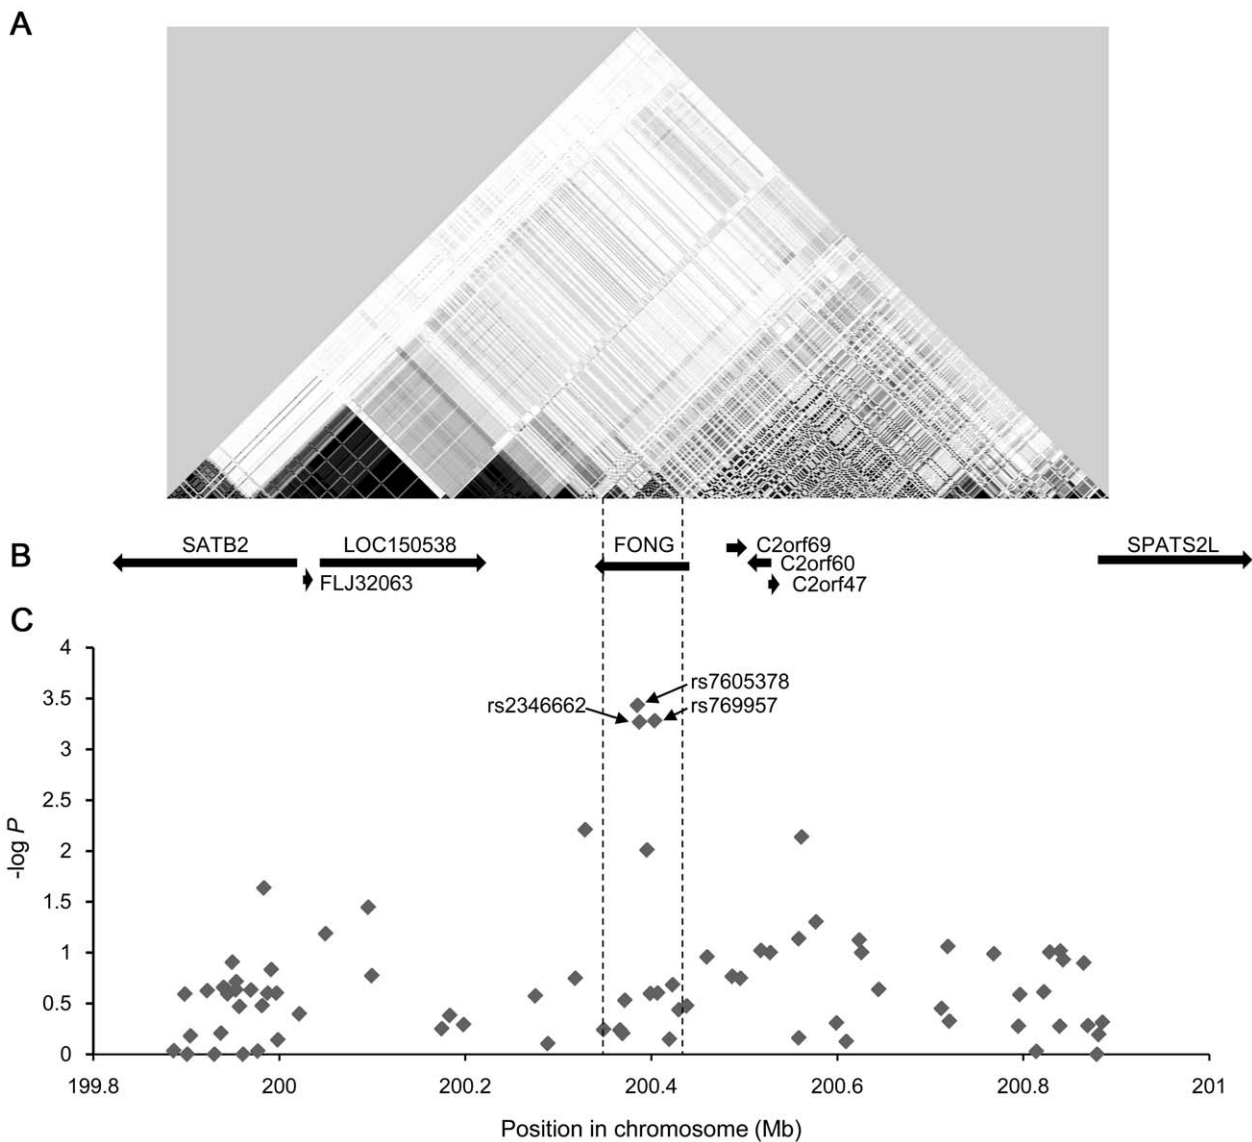 A
B
SATB2
LOC150538
FONG
C2orf69
SPATS2L
C2orf60
FLJ32063
C2orf47
C
4
3.5
3
2.5
2
1.5
1
0.5
0
-log P
rs7605378
rs2346662
rs769957
199.8
200
200.2
200.4
200.6
200.8
201
Position in chromosome (Mb)